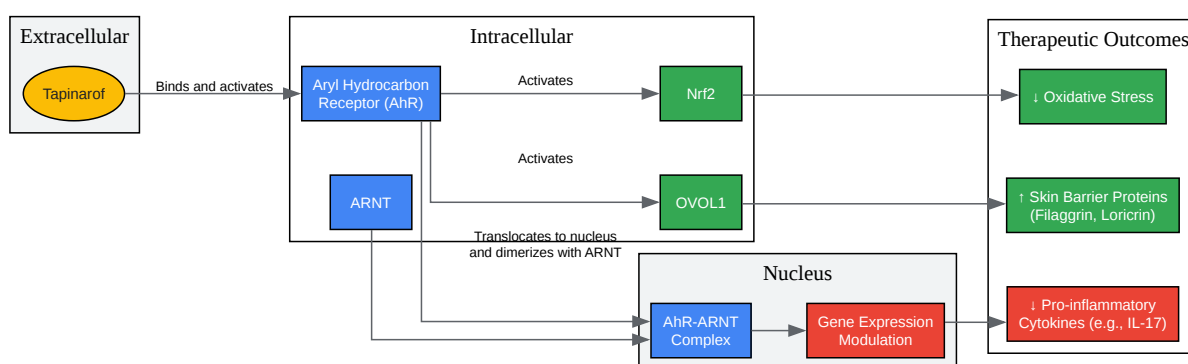 Extracellular
Tapinarof
Binds and activates
Intracellular
Aryl Hydrocarbon
Receptor (AhR)
Activates
Nrf2
Activates
ARNT
OVOL1
Translocates to nucleus
and dimerizes with ARNT
Nucleus
AhR-ARNT
Complex
Gene Expression
Modulation
Therapeutic Outcomes
↓ Oxidative Stress
↑ Skin Barrier Proteins
(Filaggrin, Loricrin)
↓ Pro-inflammatory
Cytokines (e.g., IL-17)